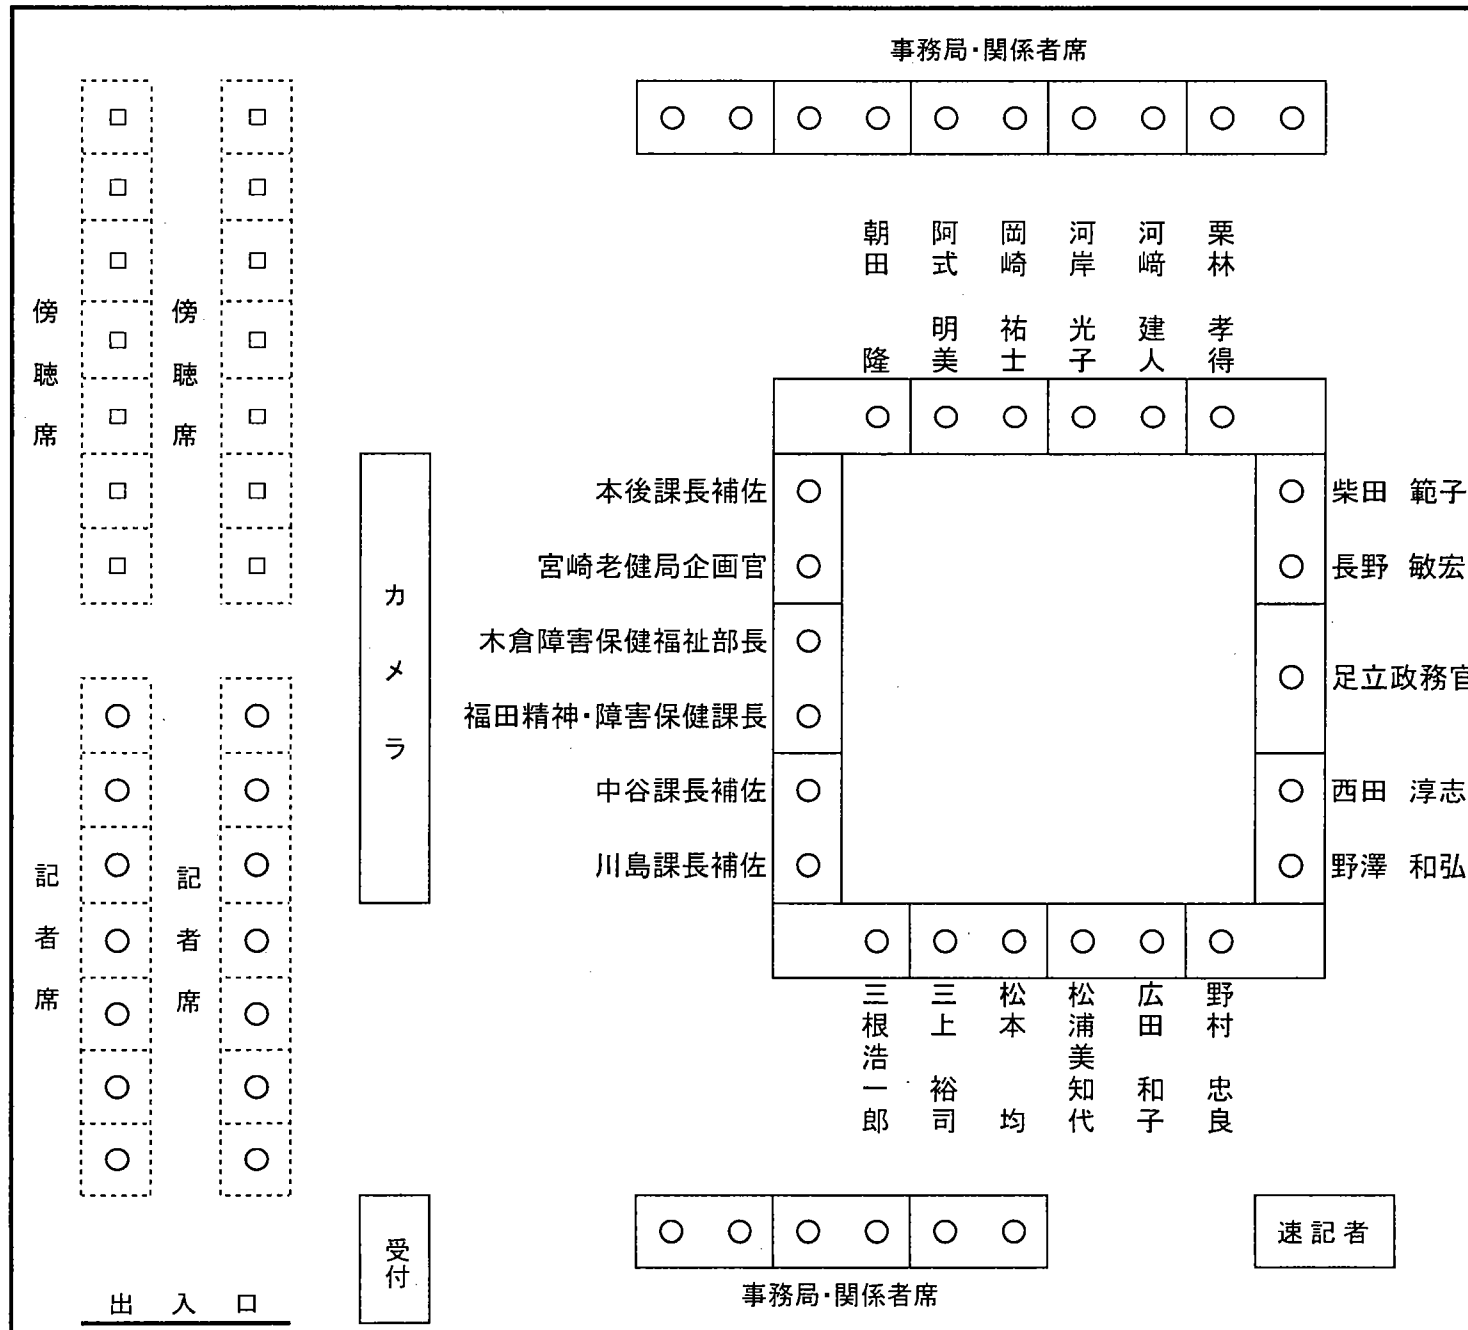 事務局・関係者席
傍聴席
傍聴席
朝田 隆
阿式 明美
岡崎 祐士
河岸 光子
河﨑 建人
栗林 孝得
本後課長補佐
宮崎老健局企画官
木倉障害保健福祉部長
福田精神・障害保健課長
中谷課長補佐
川島課長補佐
カメラ
柴田 範子
長野 敏宏
足立政務官
西田 淳志
野澤 和弘
記者席
記者席
三根浩一郎
三上 裕司
松本 均
松浦美知代
広田 和子
野村 忠良
受付
速記者
事務局・関係者席
出入口